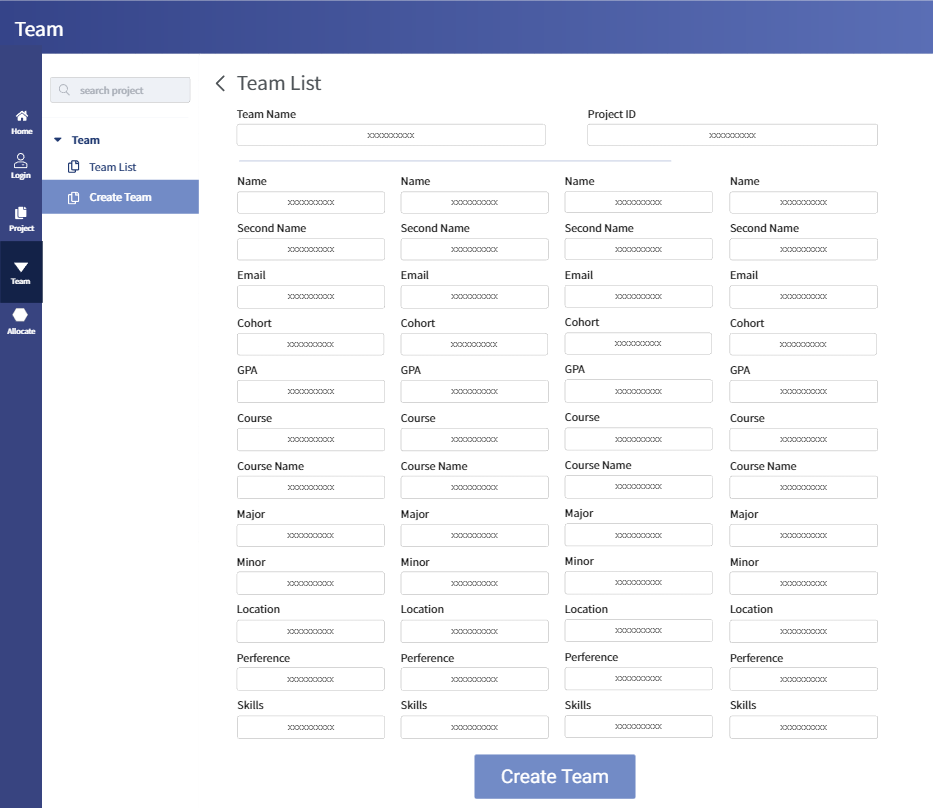 Team
search project
Team
Team List
Create Team
Home
Login
Project
Team
Allocate
Team List
Team Name Project ID
xxxxxxxxxx xxxxxxxxxx
Name Name Name Name
xxxxxxxxxx xxxxxxxxxx xxxxxxxxxx xxxxxxxxxx
Second Name Second Name Second Name Second Name
xxxxxxxxxx xxxxxxxxxx xxxxxxxxxx xxxxxxxxxx
Email Email Email Email
xxxxxxxxxx xxxxxxxxxx xxxxxxxxxx xxxxxxxxxx
Cohort Cohort Cohort Cohort
xxxxxxxxxx xxxxxxxxxx xxxxxxxxxx xxxxxxxxxx
GPA GPA GPA GPA
xxxxxxxxxx xxxxxxxxxx xxxxxxxxxx xxxxxxxxxx
Course Course Course Course
xxxxxxxxxx xxxxxxxxxx xxxxxxxxxx xxxxxxxxxx
Course Name Course Name Course Name Course Name
xxxxxxxxxx xxxxxxxxxx xxxxxxxxxx xxxxxxxxxx
Major Major Major Major
xxxxxxxxxx xxxxxxxxxx xxxxxxxxxx xxxxxxxxxx
Minor Minor Minor Minor
xxxxxxxxxx xxxxxxxxxx xxxxxxxxxx xxxxxxxxxx
Location Location Location Location
xxxxxxxxxx xxxxxxxxxx xxxxxxxxxx xxxxxxxxxx
Perference Perference Perference Perference
xxxxxxxxxx xxxxxxxxxx xxxxxxxxxx xxxxxxxxxx
Skills Skills Skills Skills
xxxxxxxxxx xxxxxxxxxx xxxxxxxxxx xxxxxxxxxx
Create Team